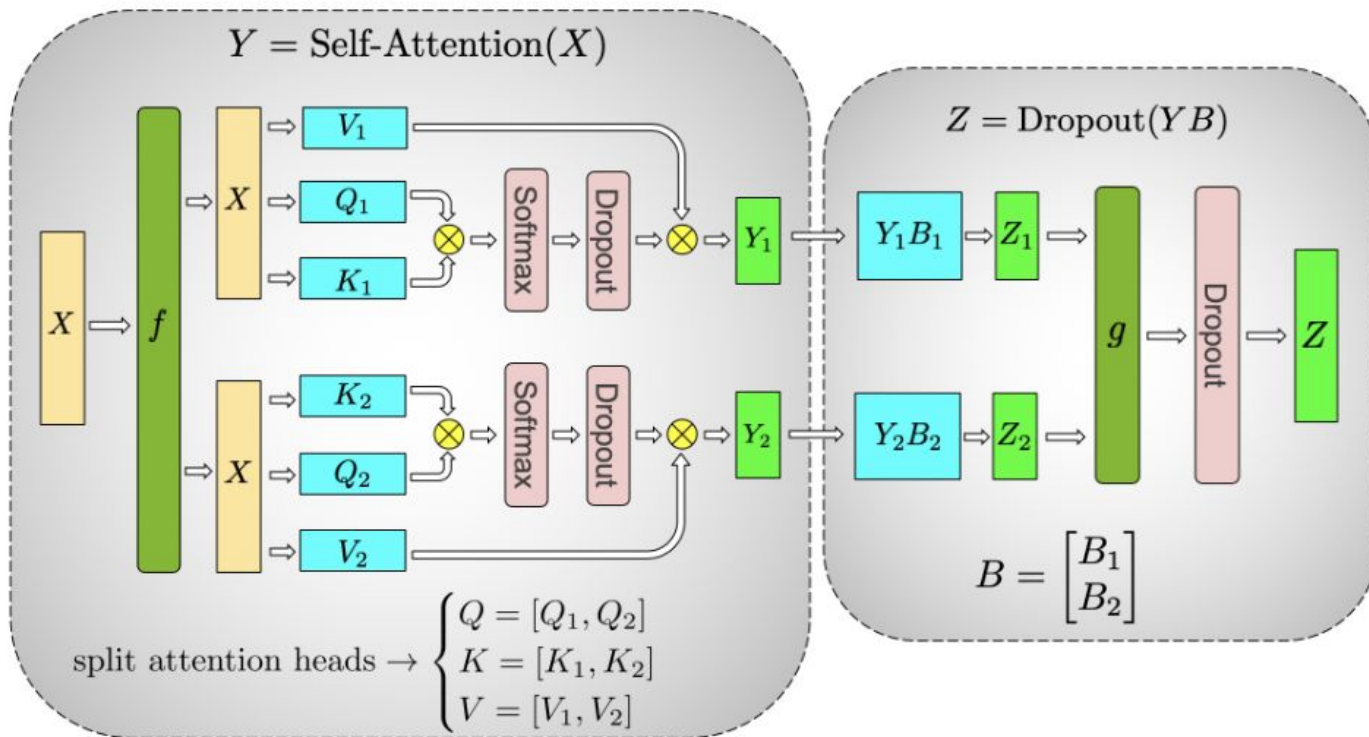 Y = Self-Attention(X)
X
f
X
V₁
Q₁
K₁
Softmax
Dropout
Y₁
X
K₂
Q₂
V₂
Softmax
Dropout
Y₂
split attention heads → { Q = [Q₁, Q₂]
K = [K₁, K₂]
V = [V₁, V₂]
Z = Dropout(YB)
Y₁B₁
Z₁
Y₂B₂
Z₂
g
Dropout
Z
B = [B₁
B₂]